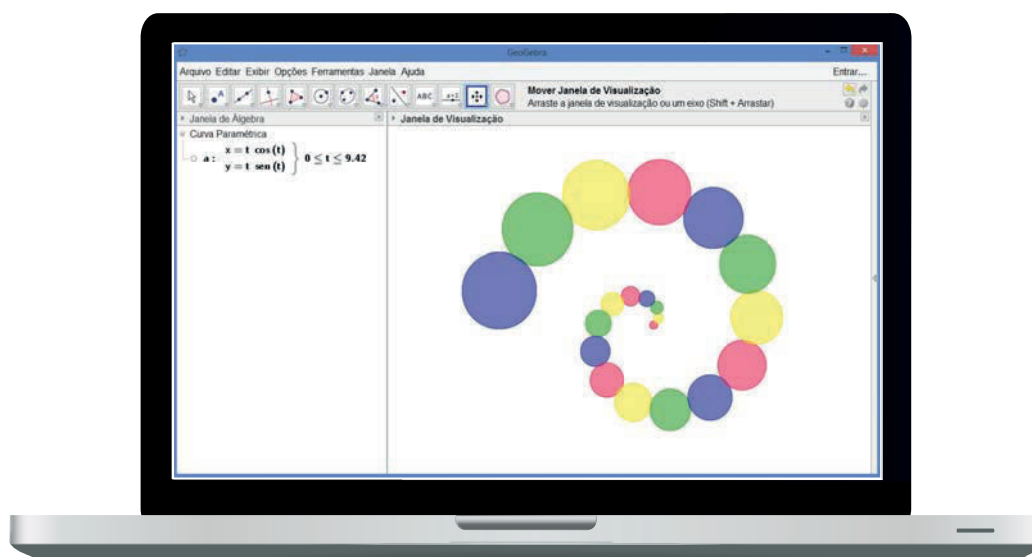 GeoGebra
Arquivo Editar Exibir Opções Ferramentas Janela Ajuda
Entrar...
ABC
a=2
Mover Janela de Visualização
Arraste a janela de visualização ou um eixo (Shift + Arrastar)
Janela de Álgebra
Janela de Visualização
Curva Paramétrica
a: x = t cos (t)
y = t sen (t)
0 ≤ t ≤ 9.42